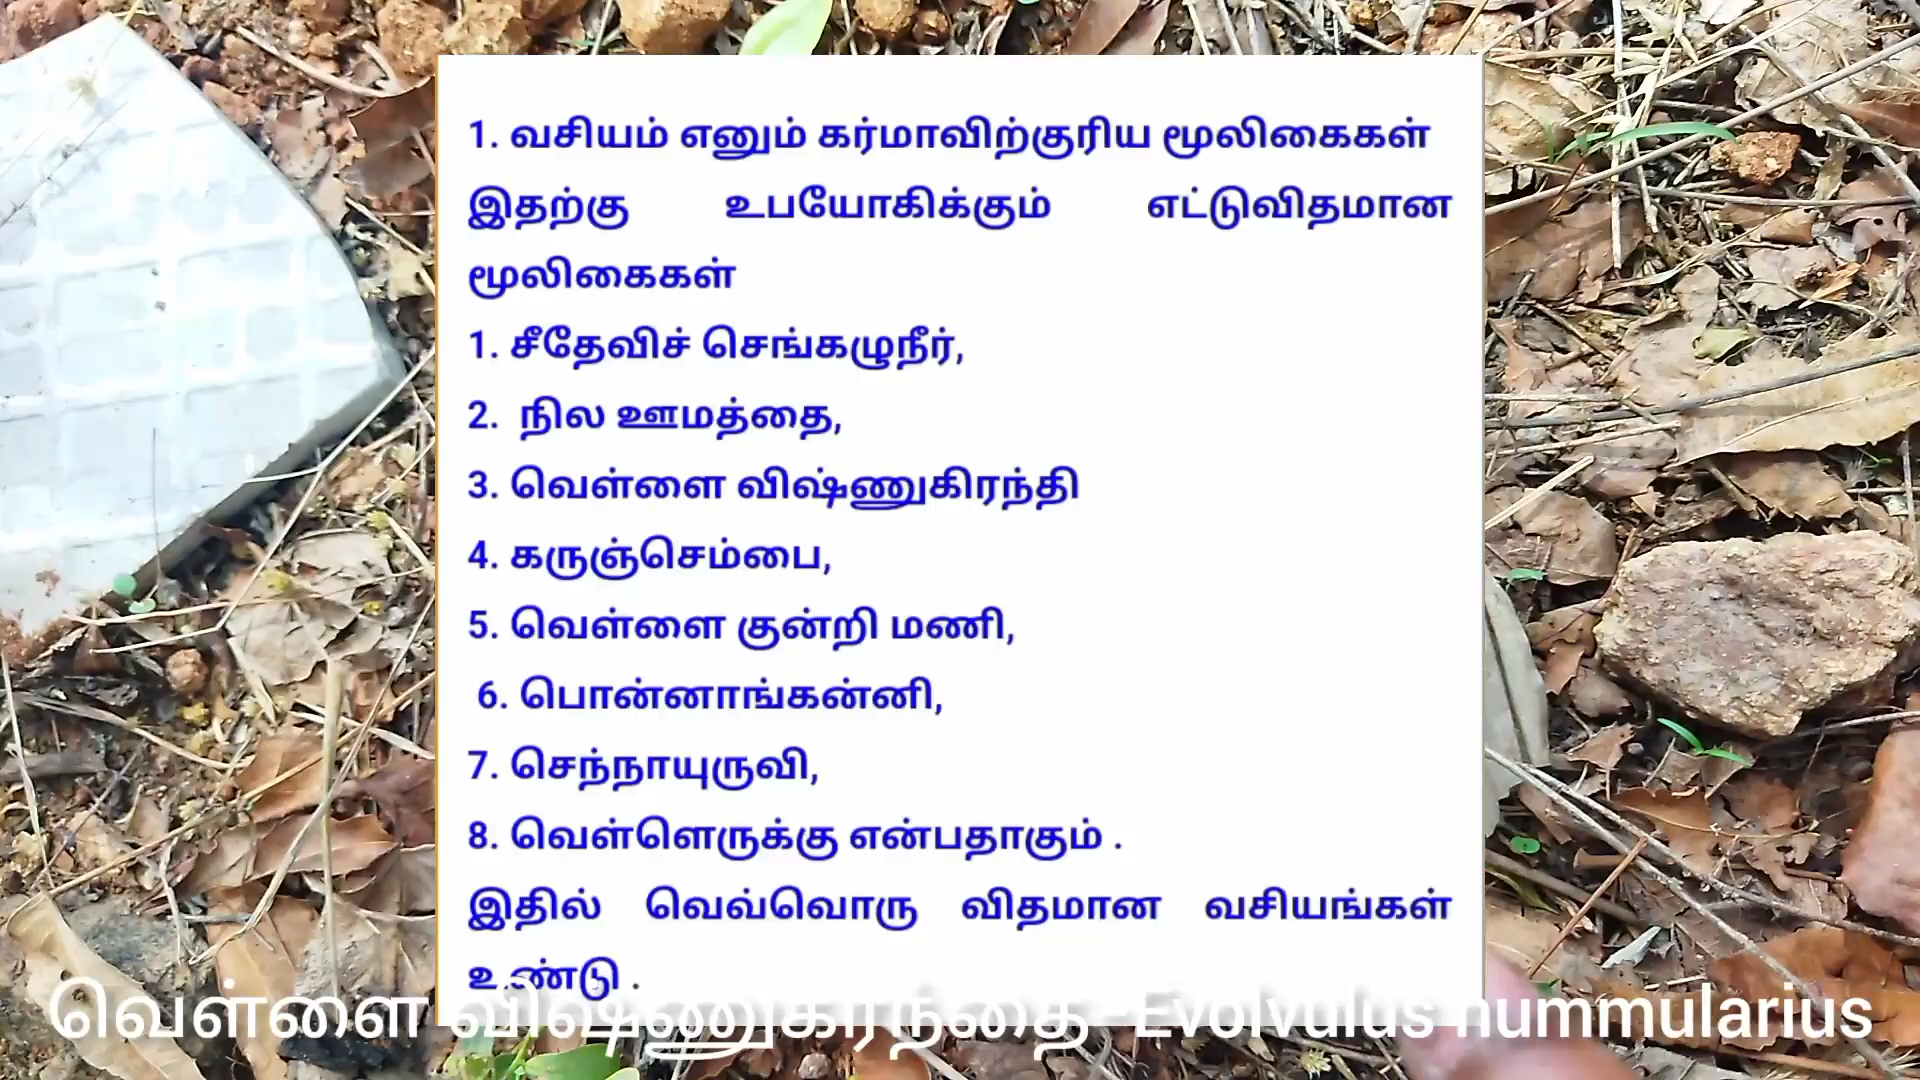 1. வசியம் எனும் கர்மாவிற்குரிய மூலிகைகள்
இதற்கு உபயோகிக்கும் எட்டுவிதமான
மூலிகைகள்
1. சீதேவிச் செங்கழுநீர்,
2. நில ஊமத்தை,
3. வெள்ளை விஷ்ணுகிரந்தி
4. கருஞ்செம்பை,
5. வெள்ளை குன்றி மணி,
6. பொன்னாங்கன்னி,
7. செந்நாயுருவி,
8. வெள்ளெருக்கு என்பதாகும் .
இதில் வெவ்வொரு விதமான வசியங்கள்
உண்டு .
வெள்ளை விஷ்ணுகிரந்தை-Evolvulus nummularius